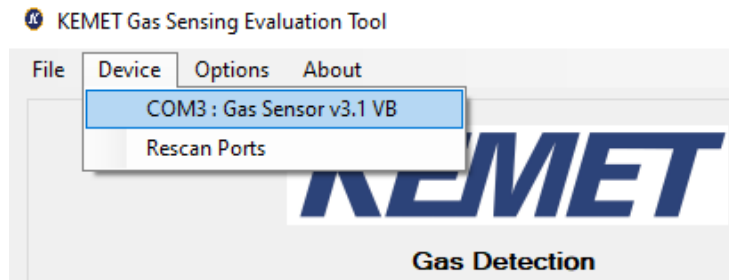 KEMET Gas Sensing Evaluation Tool
File Device Options About
COM3 : Gas Sensor v3.1 VB
Rescan Ports
KEMET
Gas Detection